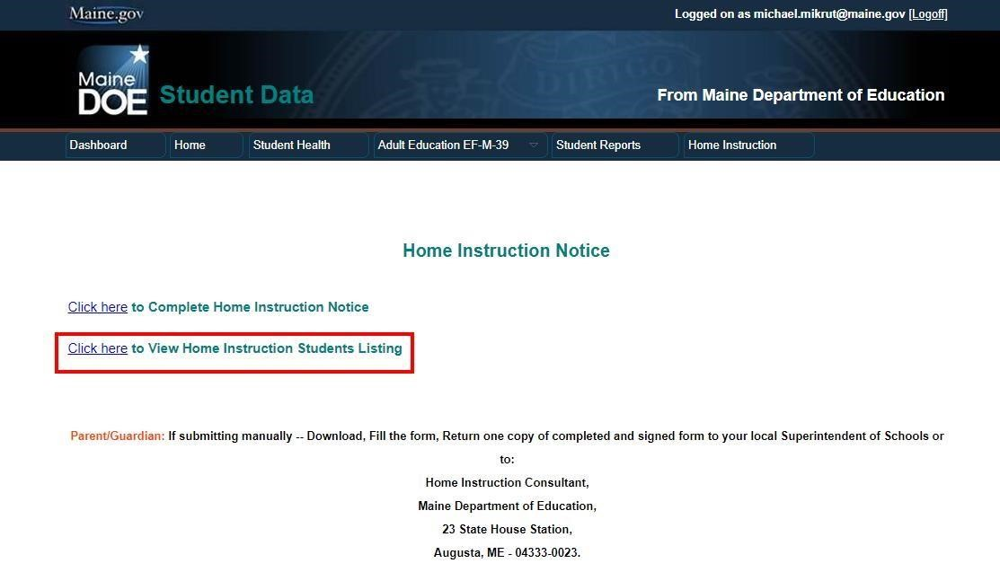 Maine.gov
Logged on as michael.mikrut@maine.gov [Logoff]
DIRIGO
Maine
DOE
Student Data
From Maine Department of Education
Dashboard
Home
Student Health
Adult Education EF-M-39
Student Reports
Home Instruction
Home Instruction Notice
Click here to Complete Home Instruction Notice
Click here to View Home Instruction Students Listing
Parent/Guardian: If submitting manually -- Download, Fill the form, Return one copy of completed and signed form to your local Superintendent of Schools or
to:
Home Instruction Consultant,
Maine Department of Education,
23 State House Station,
Augusta, ME - 04333-0023.